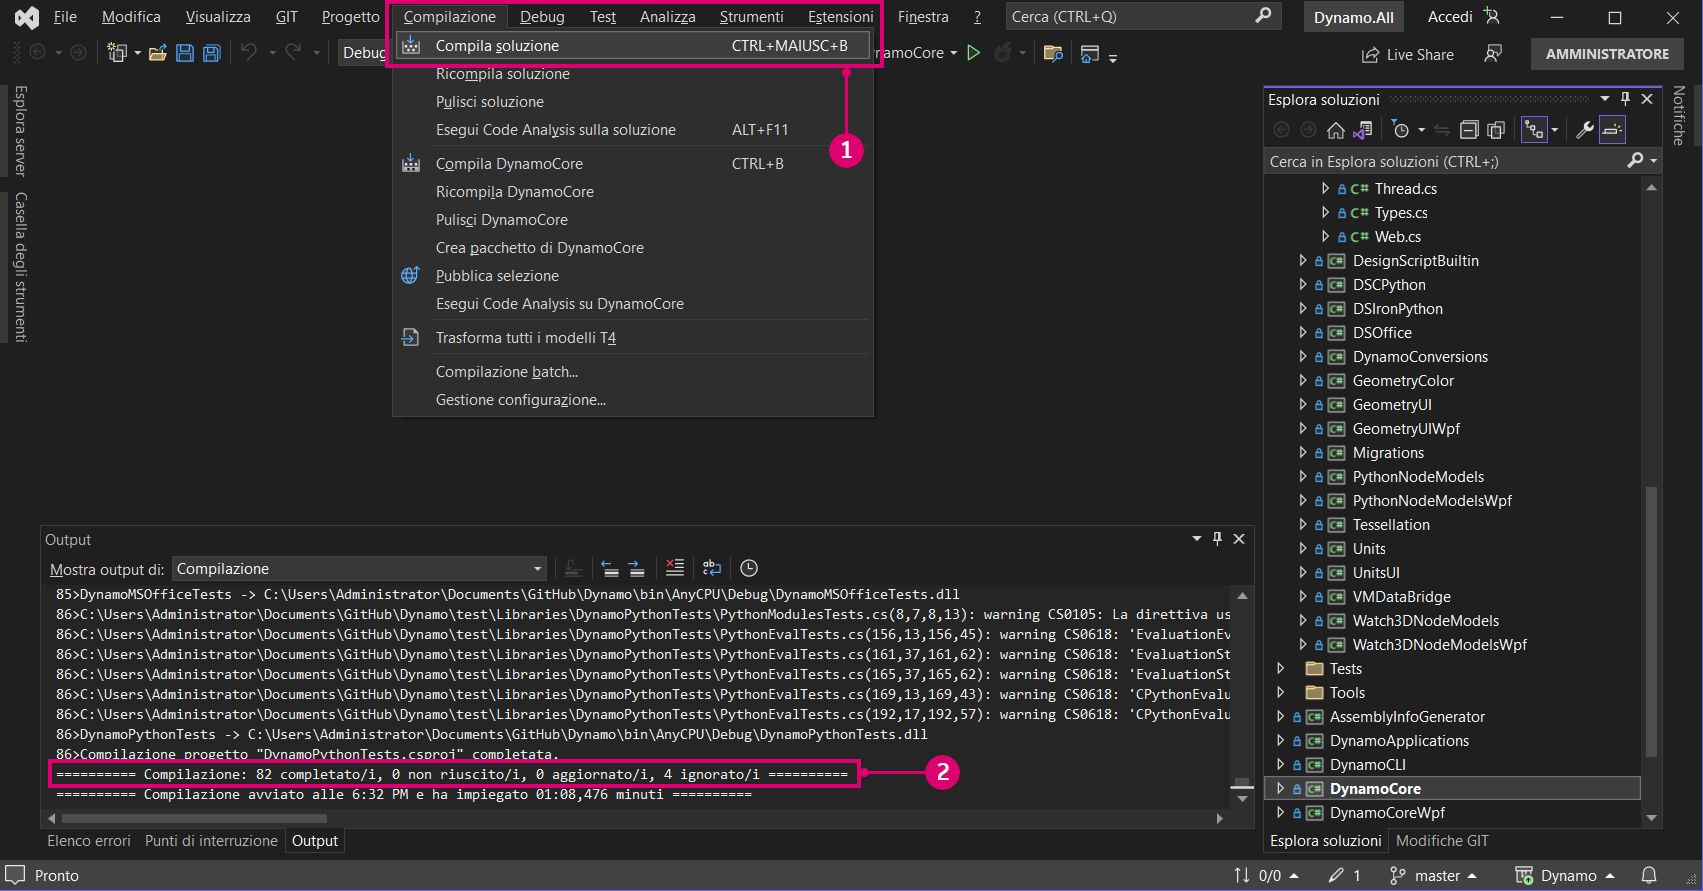 File Modifica Visualizza GIT Progetto Compilazione Debug Test Analizza Strumenti Estensioni Finestra ? Cerca (CTRL+Q) Dynamo.All Accedi
Debug
namoCore Live Share AMMINISTRATORE
Compila soluzione CTRL+MAIUSC+B
Ricompila soluzione
Pulisci soluzione
Esegui Code Analysis sulla soluzione ALT+F11
Compila DynamoCore CTRL+B
Ricompila DynamoCore
Pulisci DynamoCore
Crea pacchetto di DynamoCore
Pubblica selezione
Esegui Code Analysis su DynamoCore
Trasforma tutti i modelli T4
Compilazione batch...
Gestione configurazione...
1
Esplora server
Casella degli strumenti
Notifiche
Esplora soluzioni
Cerca in Esplora soluzioni (CTRL+;)
C# Thread.cs
C# Types.cs
C# Web.cs
C# DesignScriptBuiltin
C# DSCPython
C# DSIronPython
C# DSOffice
C# DynamoConversions
C# GeometryColor
C# GeometryUI
C# GeometryUIWpf
C# Migrations
C# PythonNodeModels
C# PythonNodeModelsWpf
C# Tessellation
C# Units
C# UnitsUI
C# VMDataBridge
C# Watch3DNodeModels
C# Watch3DNodeModelsWpf
Tests
Tools
C# AssemblyInfoGenerator
C# DynamoApplications
C# DynamoCLI
C# DynamoCore
C# DynamoCoreWpf
Esplora soluzioni Modifiche GIT
Output
Mostra output di: Compilazione
85>DynamoMSOfficeTests -> C:\Users\Administrator\Documents\GitHub\Dynamo\bin\AnyCPU\Debug\DynamoMSOfficeTests.dll
86>C:\Users\Administrator\Documents\GitHub\Dynamo\test\Libraries\DynamoPythonTests\PythonModulesTests.cs(8,7,8,13): warning CS0105: La direttiva us
86>C:\Users\Administrator\Documents\GitHub\Dynamo\test\Libraries\DynamoPythonTests\PythonEvalTests.cs(156,13,156,45): warning CS0618: 'EvaluationEv
86>C:\Users\Administrator\Documents\GitHub\Dynamo\test\Libraries\DynamoPythonTests\PythonEvalTests.cs(161,37,161,62): warning CS0618: 'EvaluationSt
86>C:\Users\Administrator\Documents\GitHub\Dynamo\test\Libraries\DynamoPythonTests\PythonEvalTests.cs(165,37,165,62): warning CS0618: 'EvaluationSt
86>C:\Users\Administrator\Documents\GitHub\Dynamo\test\Libraries\DynamoPythonTests\PythonEvalTests.cs(169,13,169,43): warning CS0618: 'CPythonEvalu
86>C:\Users\Administrator\Documents\GitHub\Dynamo\test\Libraries\DynamoPythonTests\PythonEvalTests.cs(192,17,192,57): warning CS0618: 'CPythonEvalu
86>DynamoPythonTests -> C:\Users\Administrator\Documents\GitHub\Dynamo\bin\AnyCPU\Debug\DynamoPythonTests.dll
86>Compilazione progetto "DynamoPythonTests.csproj" completata.
========== Compilazione: 82 completato/i, 0 non riuscito/i, 0 aggiornato/i, 4 ignorato/i ==========
2
========== Compilazione avviato alle 6:32 PM e ha impiegato 01:08,476 minuti ==========
Elenco errori Punti di interruzione Output
Pronto 0/0 1 master Dynamo